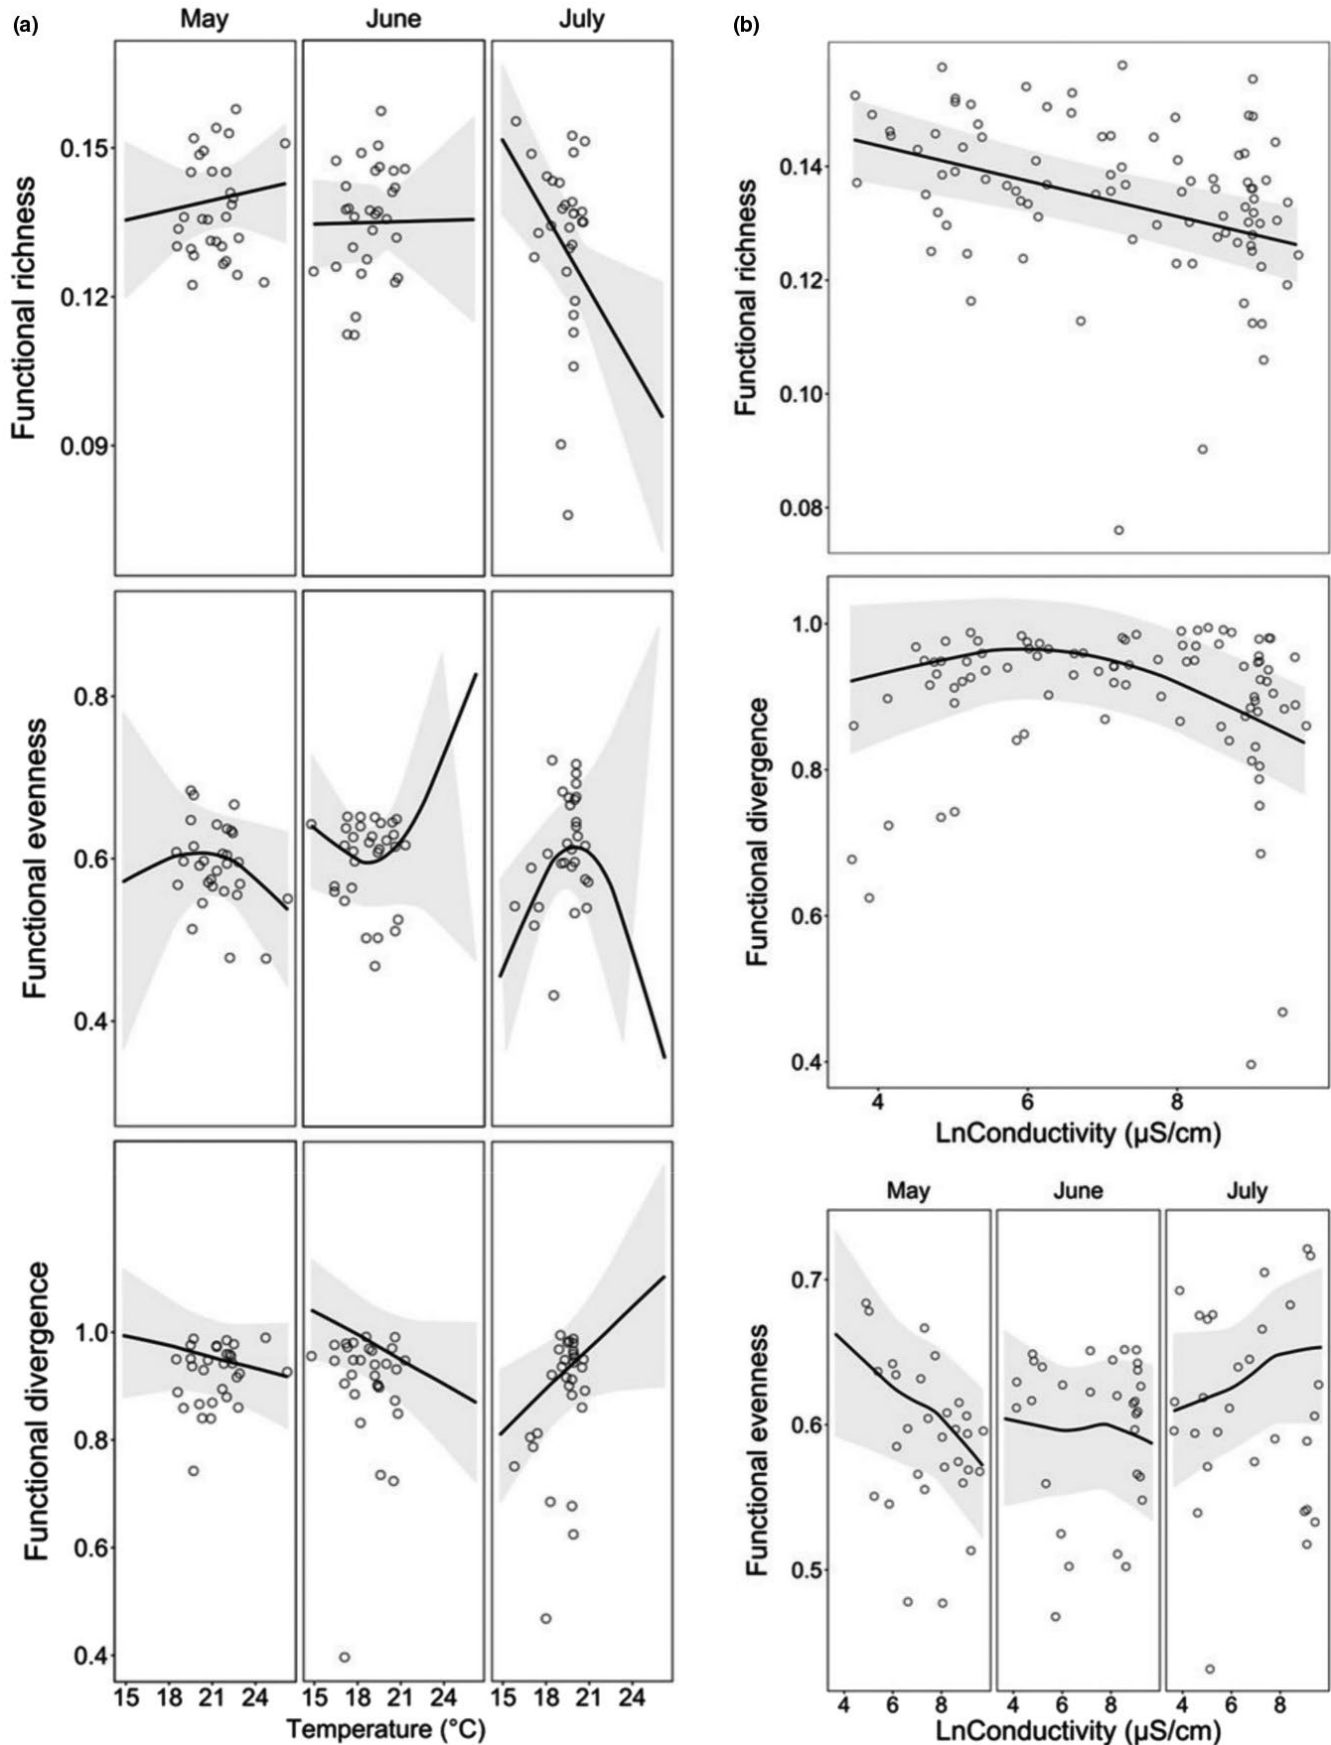 (a)
May June July
Functional richness
0.15
0.12
0.09
Functional evenness
0.8
0.6
0.4
Functional divergence
1.0
0.8
0.6
0.4
15 18 21 24 15 18 21 24 15 18 21 24
Temperature (°C)
(b)
Functional richness
0.14
0.12
0.10
0.08
Functional divergence
1.0
0.8
0.6
0.4
4 6 8
LnConductivity (µS/cm)
May June July
Functional evenness
0.7
0.6
0.5
4 6 8 4 6 8 4 6 8
LnConductivity (µS/cm)